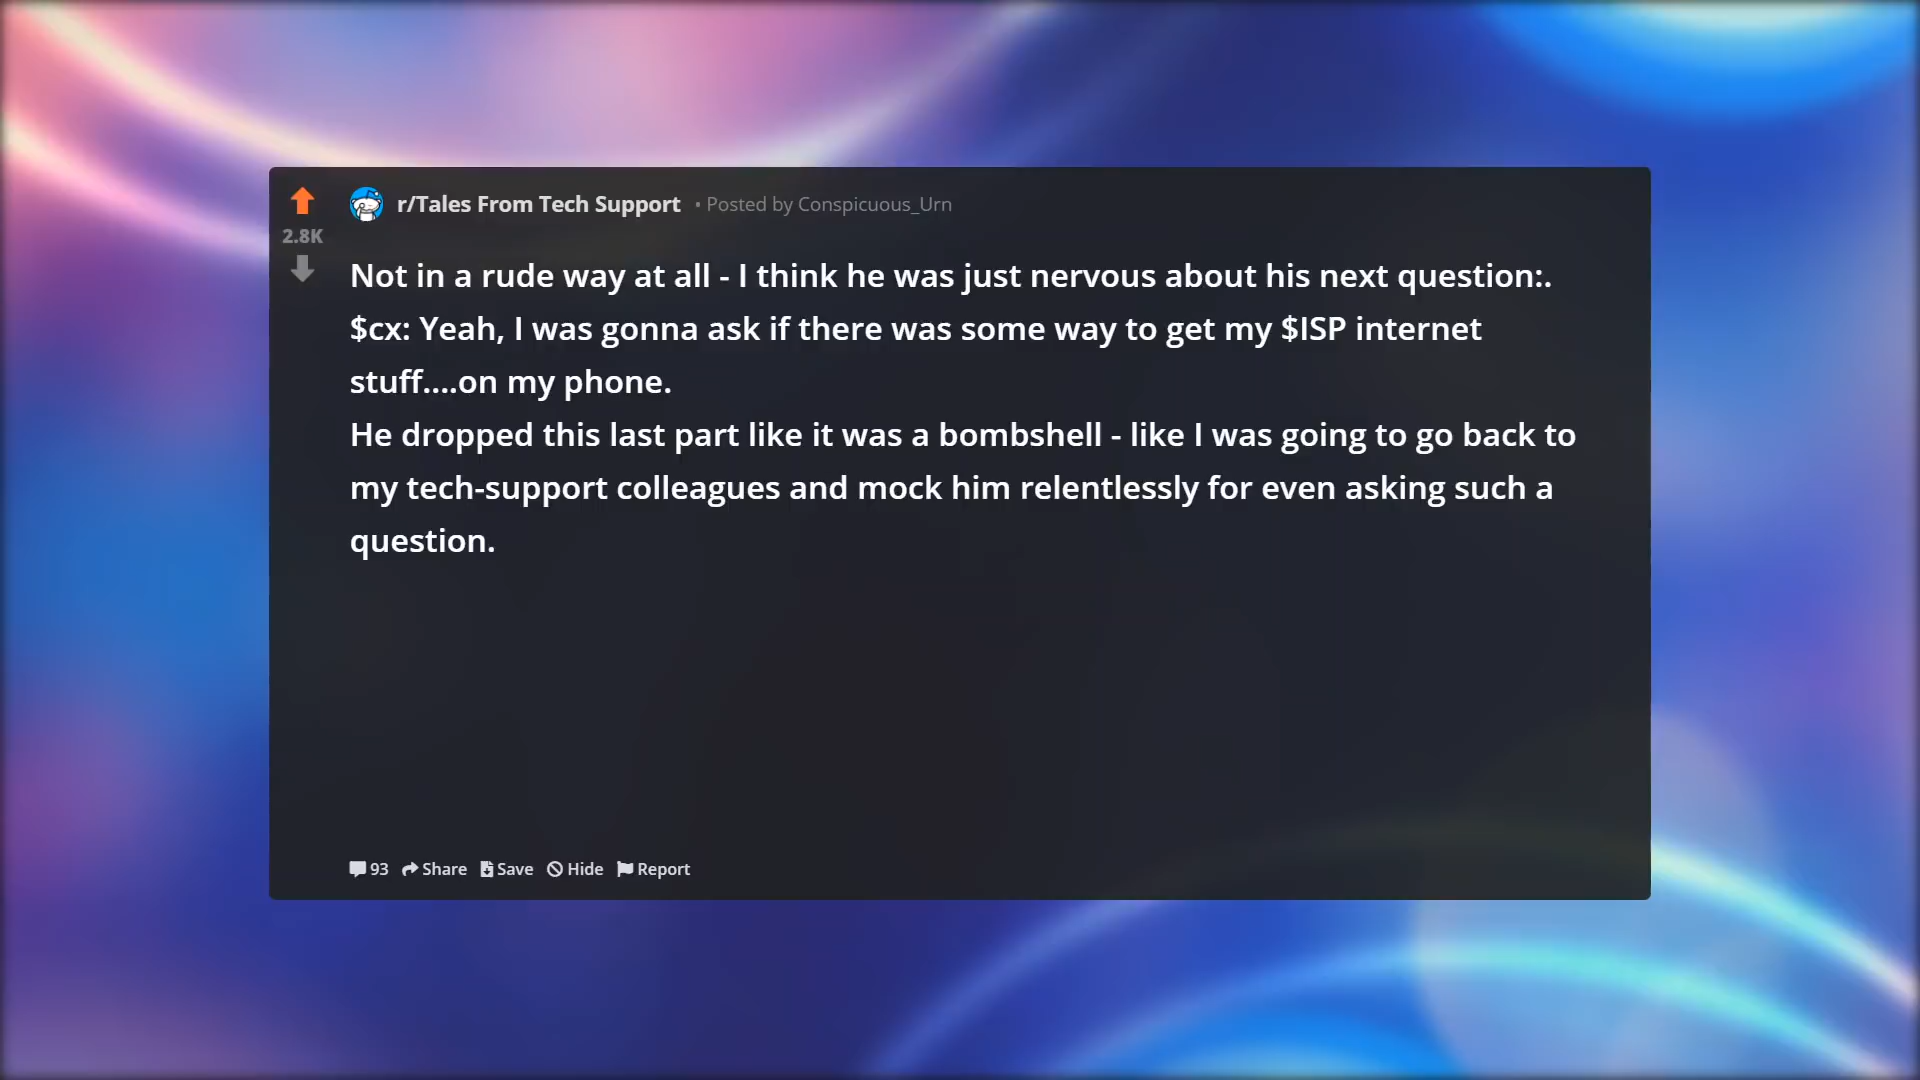 r/Tales From Tech Support • Posted by Conspicuous_Urn
2.8K
Not in a rude way at all - I think he was just nervous about his next question:.
$cx: Yeah, I was gonna ask if there was some way to get my $ISP internet
stuff....on my phone.
He dropped this last part like it was a bombshell - like I was going to go back to
my tech-support colleagues and mock him relentlessly for even asking such a
question.
93 Share Save Hide Report